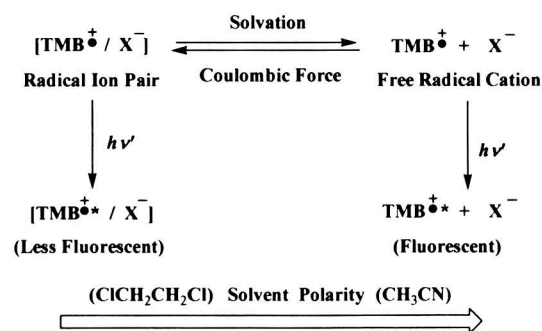 Solvation
[TMB•⁺ / X⁻] TMB•⁺ + X⁻
Radical Ion Pair Coulombic Force Free Radical Cation
hν' hν'
[TMB•⁺* / X⁻] TMB•⁺* + X⁻
(Less Fluorescent) (Fluorescent)
(ClCH₂CH₂Cl) Solvent Polarity (CH₃CN)